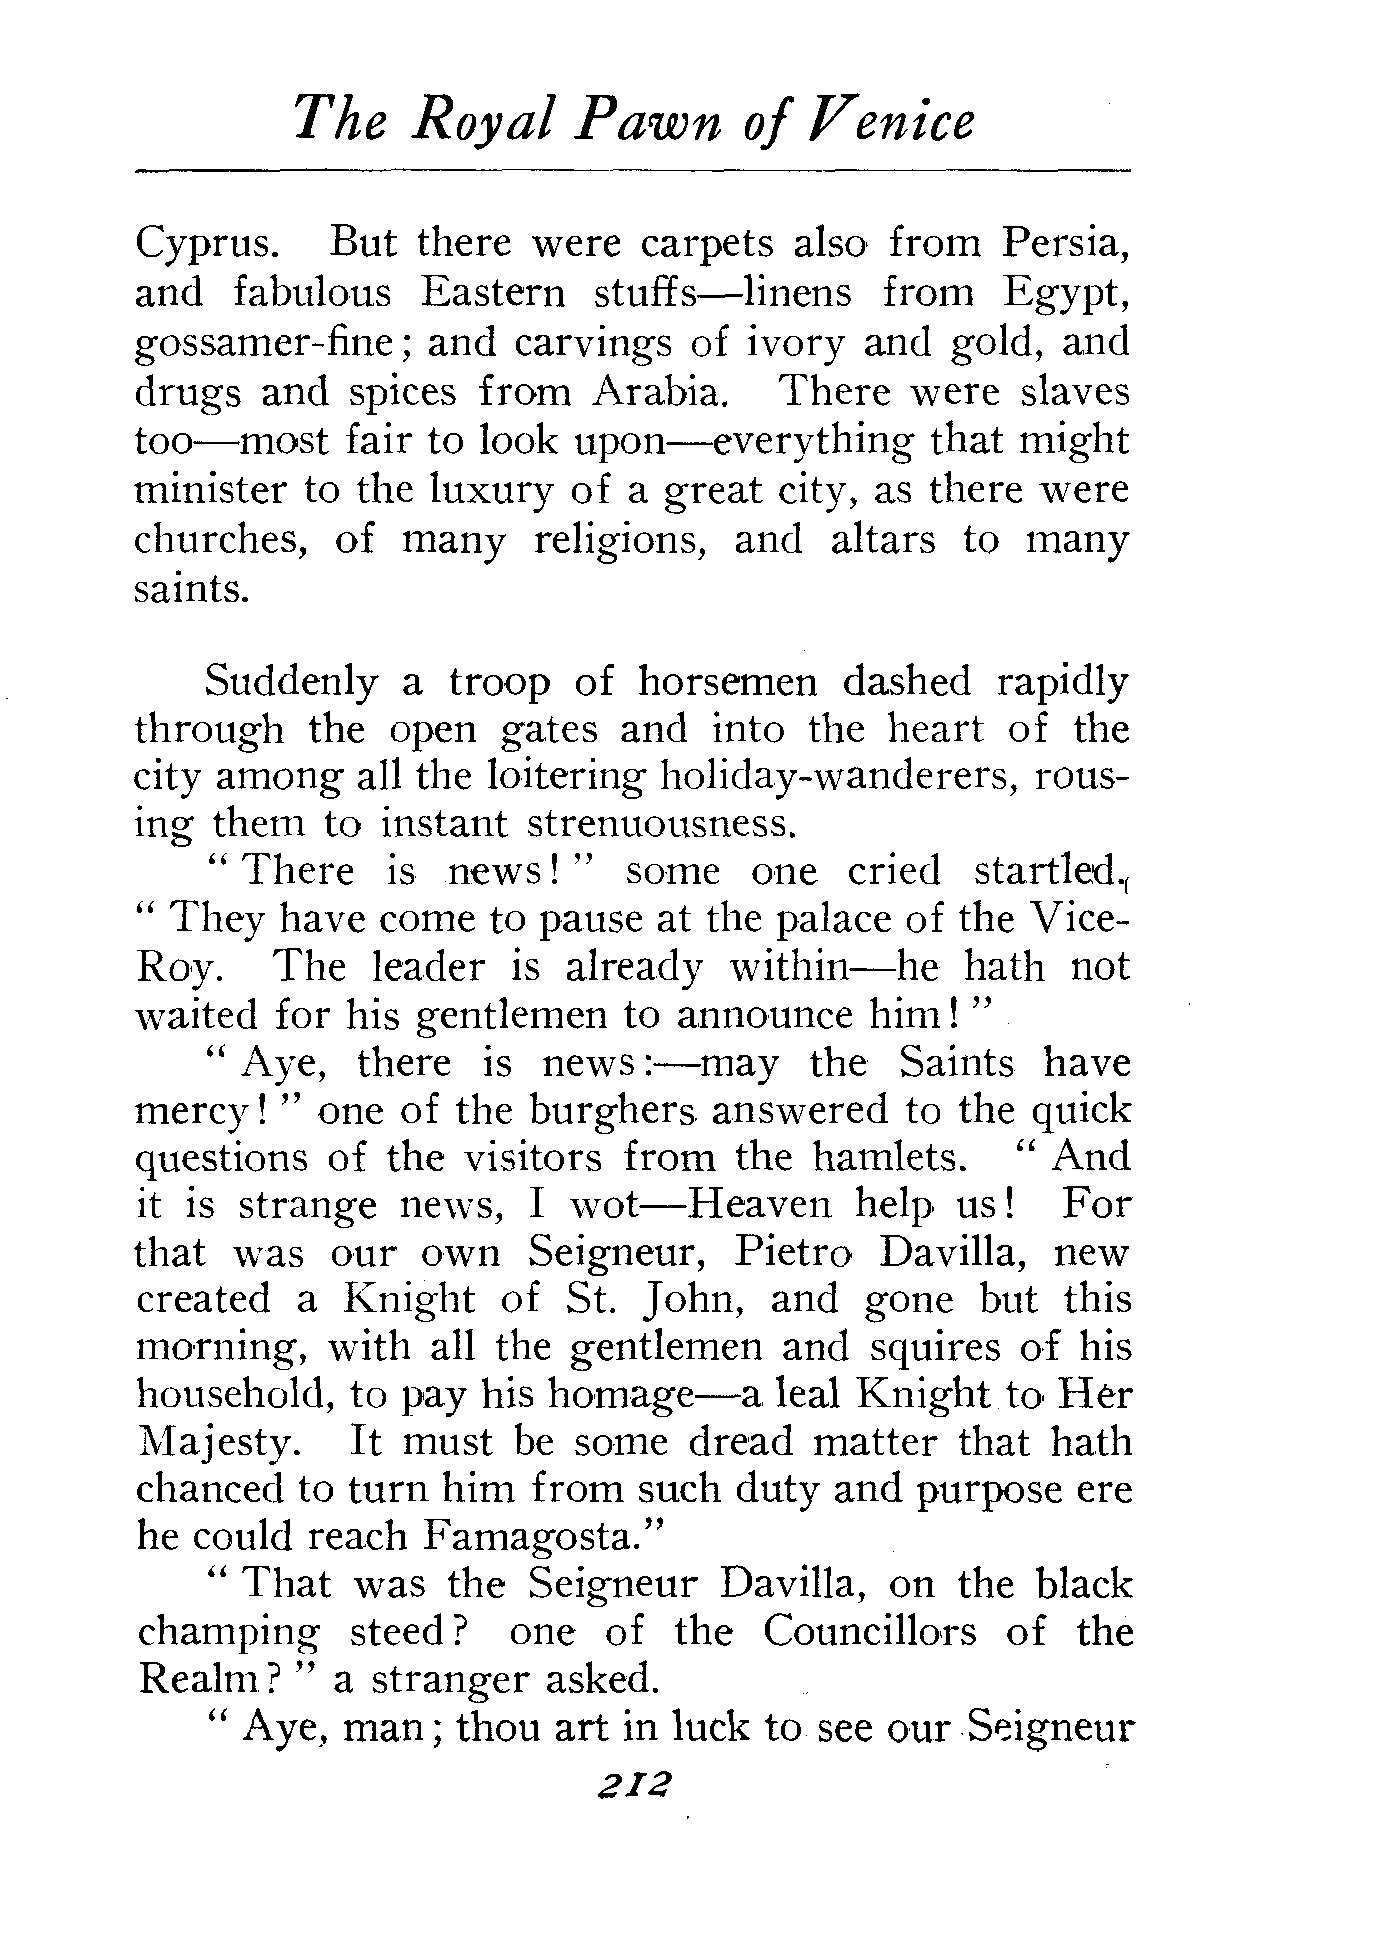 The Royal Pawn of Venice
Cyprus. But there were carpets also from Persia,
and fabulous Eastern stuffs—linens from Egypt,
gossamer-fine; and carvings of ivory and gold, and
drugs and spices from Arabia. There were slaves
too—most fair to look upon—everything that might
minister to the luxury of a great city, as there were
churches, of many religions, and altars to many
saints.
Suddenly a troop of horsemen dashed rapidly
through the open gates and into the heart of the
city among all the loitering holiday-wanderers, rous-
ing them to instant strenuousness.
" There is news! " some one cried startled.
" They have come to pause at the palace of the Vice-
Roy. The leader is already within—he hath not
waited for his gentlemen to announce him! "
" Aye, there is news:—may the Saints have
mercy! " one of the burghers answered to the quick
questions of the visitors from the hamlets. " And
it is strange news, I wot—Heaven help us! For
that was our own Seigneur, Pietro Davilla, new
created a Knight of St. John, and gone but this
morning, with all the gentlemen and squires of his
household, to pay his homage—a leal Knight to Her
Majesty. It must be some dread matter that hath
chanced to turn him from such duty and purpose ere
he could reach Famagosta."
" That was the Seigneur Davilla, on the black
champing steed? one of the Councillors of the
Realm? " a stranger asked.
" Aye, man; thou art in luck to see our Seigneur
212